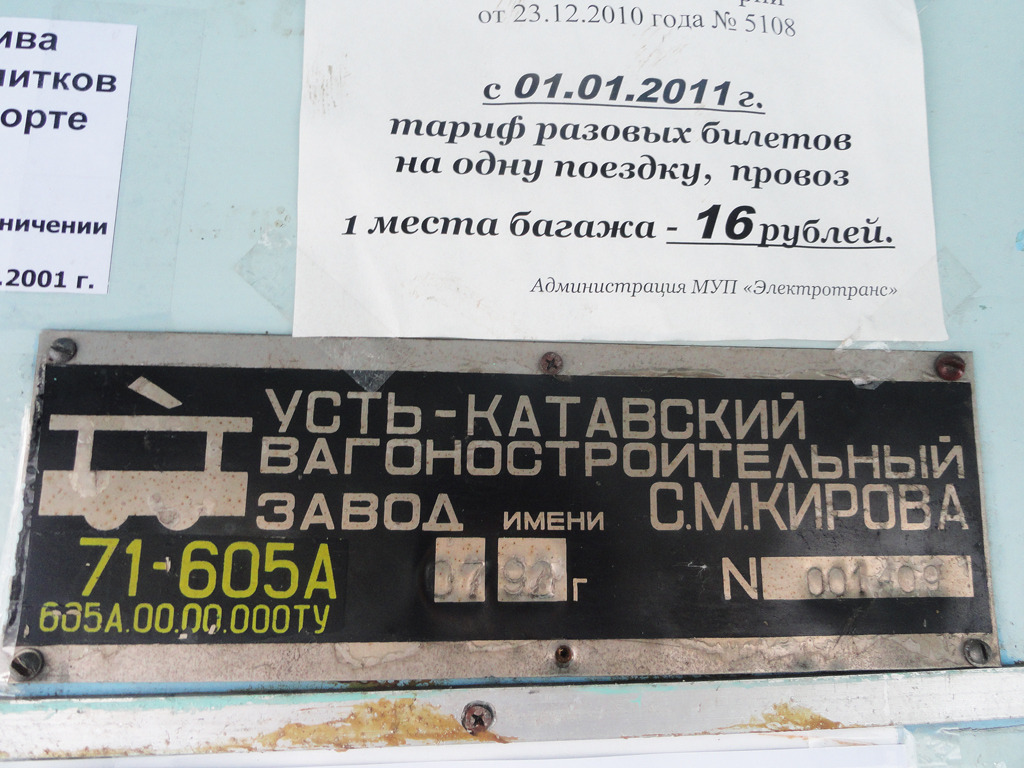 ива
итков
орте
ничении
.2001 г.
от 23.12.2010 года № 5108
с 01.01.2011 г.
тариф разовых билетов
на одну поездку, провоз
1 места багажа - 16 рублей.
Администрация МУП «Электротранс»
УСТЬ-КАТАВСКИЙ
ВАГОНОСТРОИТЕЛЬНЫЙ
ЗАВОД ИМЕНИ С.М.КИРОВА
71-605А 07 92 г N
605А.00.00.000ТУ